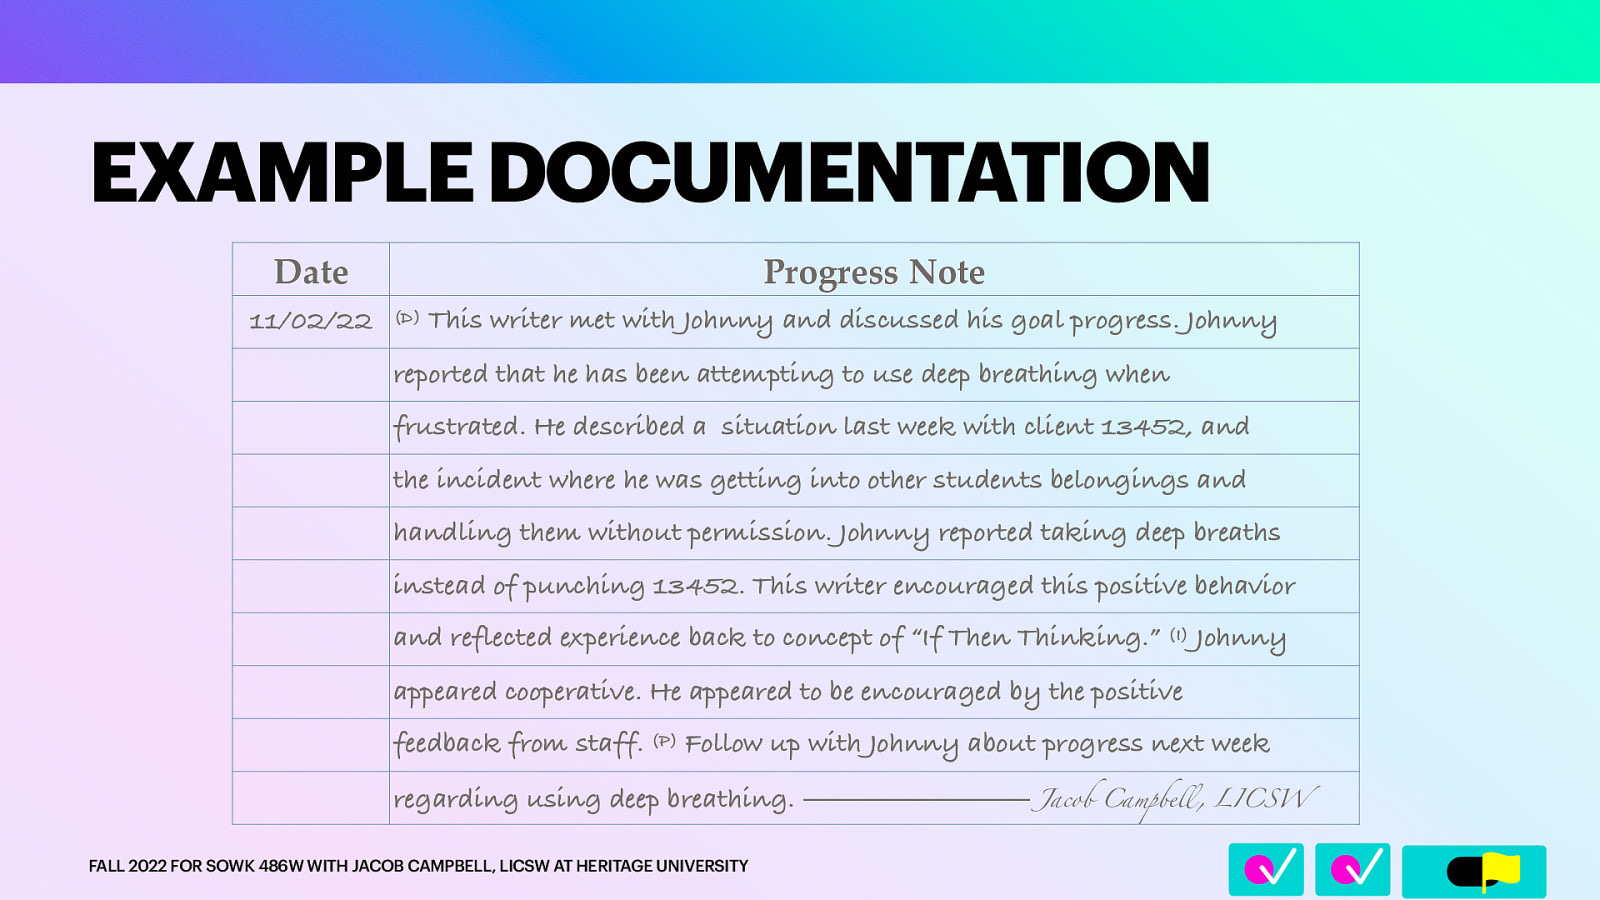 EXAMPLE DOCUMENTATION
Date Progress Note
11/02/22 (D) This writer met with Johnny and discussed his goal progress. Johnny
reported that he has been attempting to use deep breathing when
frustrated. He described a situation last week with client 13452, and
the incident where he was getting into other students belongings and
handling them without permission. Johnny reported taking deep breaths
instead of punching 13452. This writer encouraged this positive behavior
and reflected experience back to concept of “If Then Thinking.” (I) Johnny
appeared cooperative. He appeared to be encouraged by the positive
feedback from staff. (P) Follow up with Johnny about progress next week
regarding using deep breathing. Jacob Campbell, LICSW
FALL 2022 FOR SOWK 486W WITH JACOB CAMPBELL, LICSW AT HERITAGE UNIVERSITY